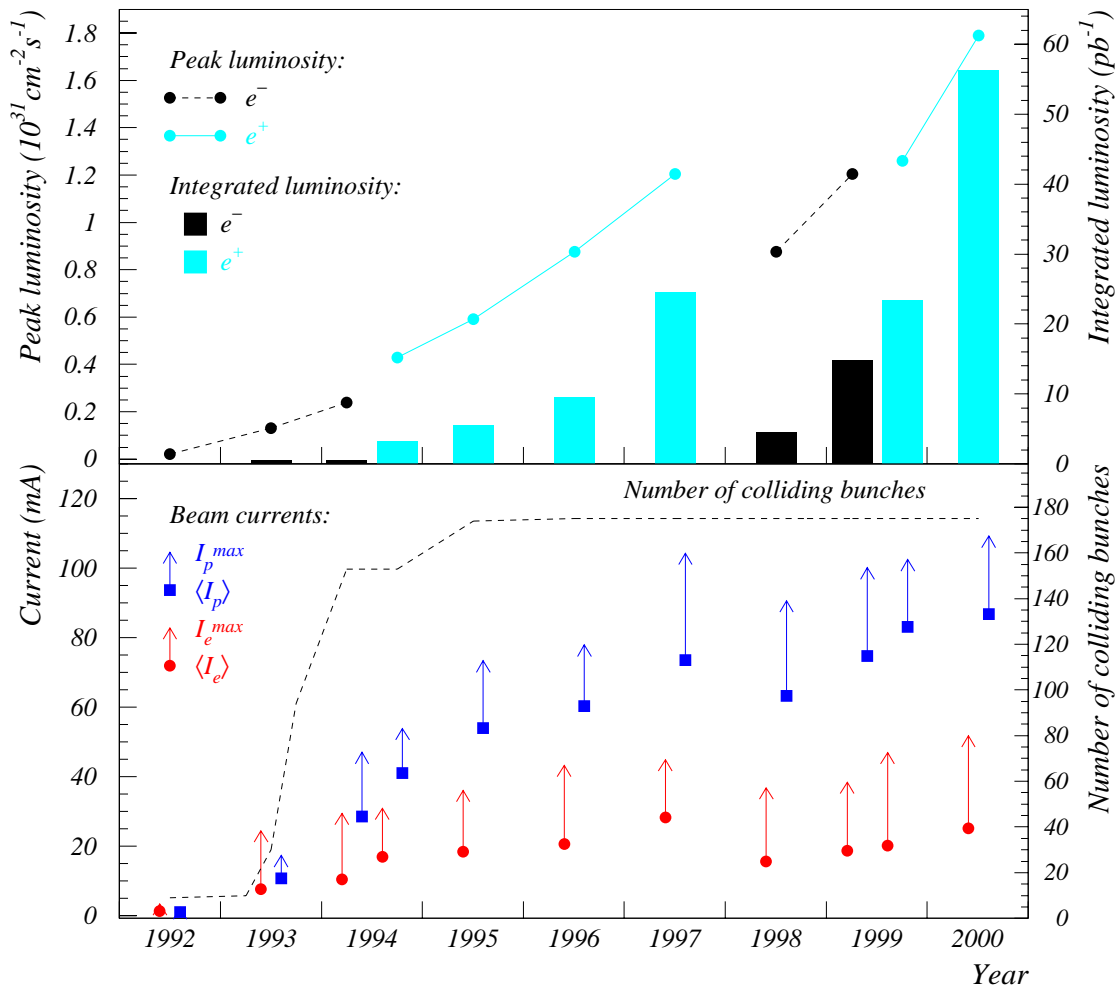 Peak luminosity (10^31 cm^-2 s^-1)
1.8
1.6
1.4
1.2
1
0.8
0.6
0.4
0.2
0
Peak luminosity:
e^−
e^+
Integrated luminosity:
e^−
e^+
60
50
40
30
20
10
0
Integrated luminosity (pb^-1)
Current (mA)
120
100
80
60
40
20
0
Beam currents:
I_p^max
⟨I_p⟩
I_e^max
⟨I_e⟩
Number of colliding bunches
180
160
140
120
100
80
60
40
20
0
Number of colliding bunches
1992 1993 1994 1995 1996 1997 1998 1999 2000
Year